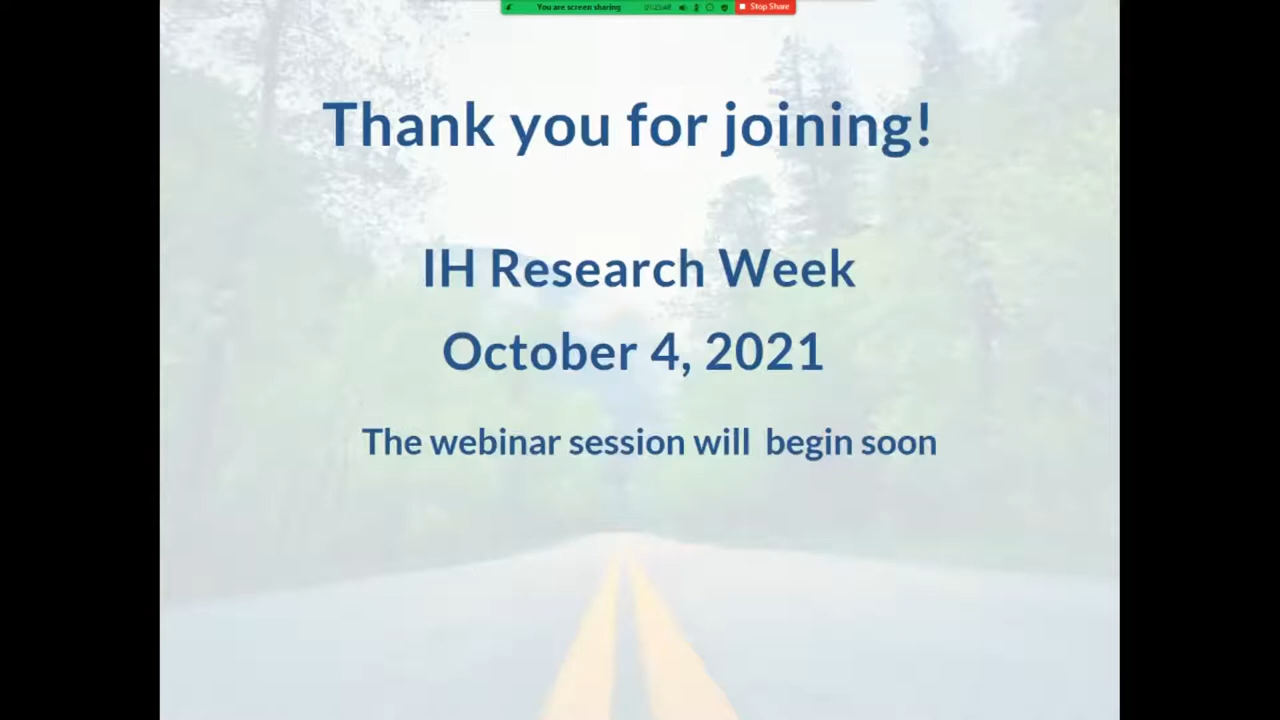 You are screen sharing
Stop Share
Thank you for joining!
IH Research Week
October 4, 2021
The webinar session will begin soon